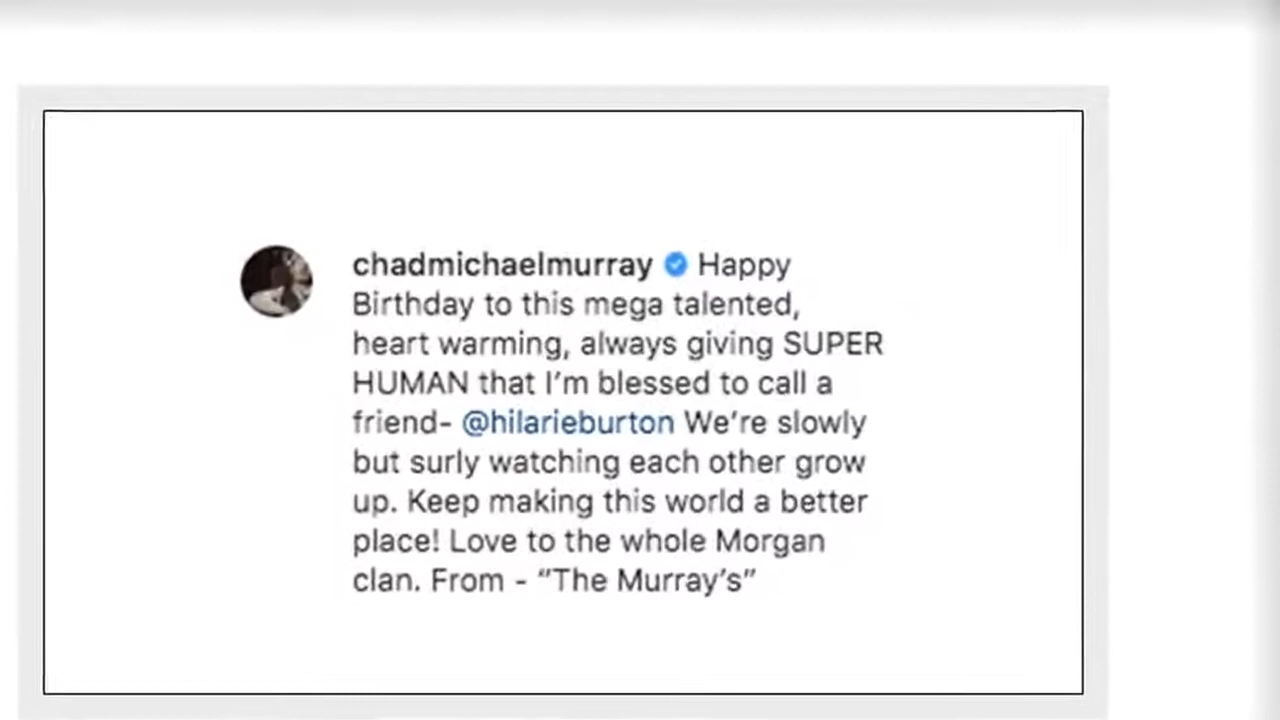 chadmichaelmurray Happy
Birthday to this mega talented,
heart warming, always giving SUPER
HUMAN that I’m blessed to call a
friend- @hilarieburton We’re slowly
but surly watching each other grow
up. Keep making this world a better
place! Love to the whole Morgan
clan. From - “The Murray’s”